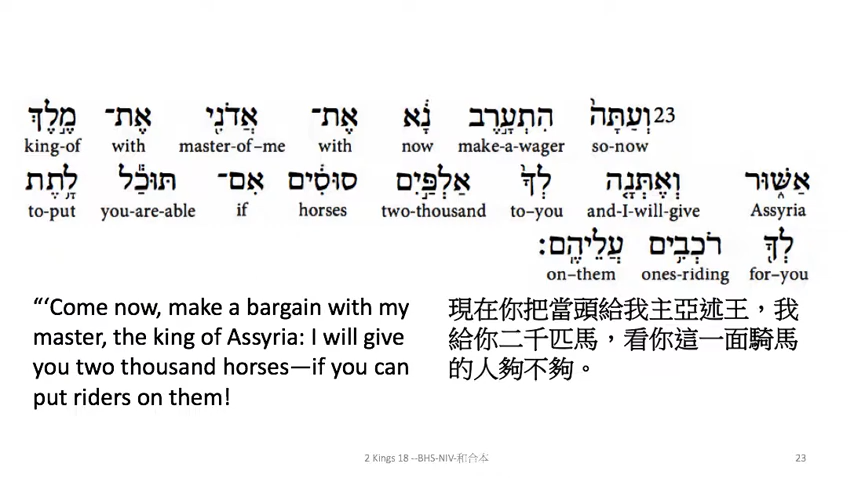 23 וְעַתָּה֙ הִתְעָ֣רֶב נָ֔א אֶת־ אֲדֹנִ֖י אֶת־ מֶ֣לֶךְ
so-now make-a-wager now with master-of–me with king-of
אַשּׁ֑וּר וְאֶתְּנָ֤ה לְךָ֙ אַלְפַּ֣יִם סוּסִ֔ים אִם־ תּוּכַ֕ל לָ֥תֶת
Assyria and-I-will-give to–you two-thousand horses if you-are-able to-put
לְךָ֖ רֹכְבִ֥ים עֲלֵיהֶֽם׃
for–you ones-riding on–them
“‘Come now, make a bargain with my
master, the king of Assyria: I will give
you two thousand horses—if you can
put riders on them!
現在你把當頭給我主亞述王，我
給你二千匹馬，看你這一面騎馬
的人夠不夠。
2 Kings 18 --BHS-NIV-和合本
23